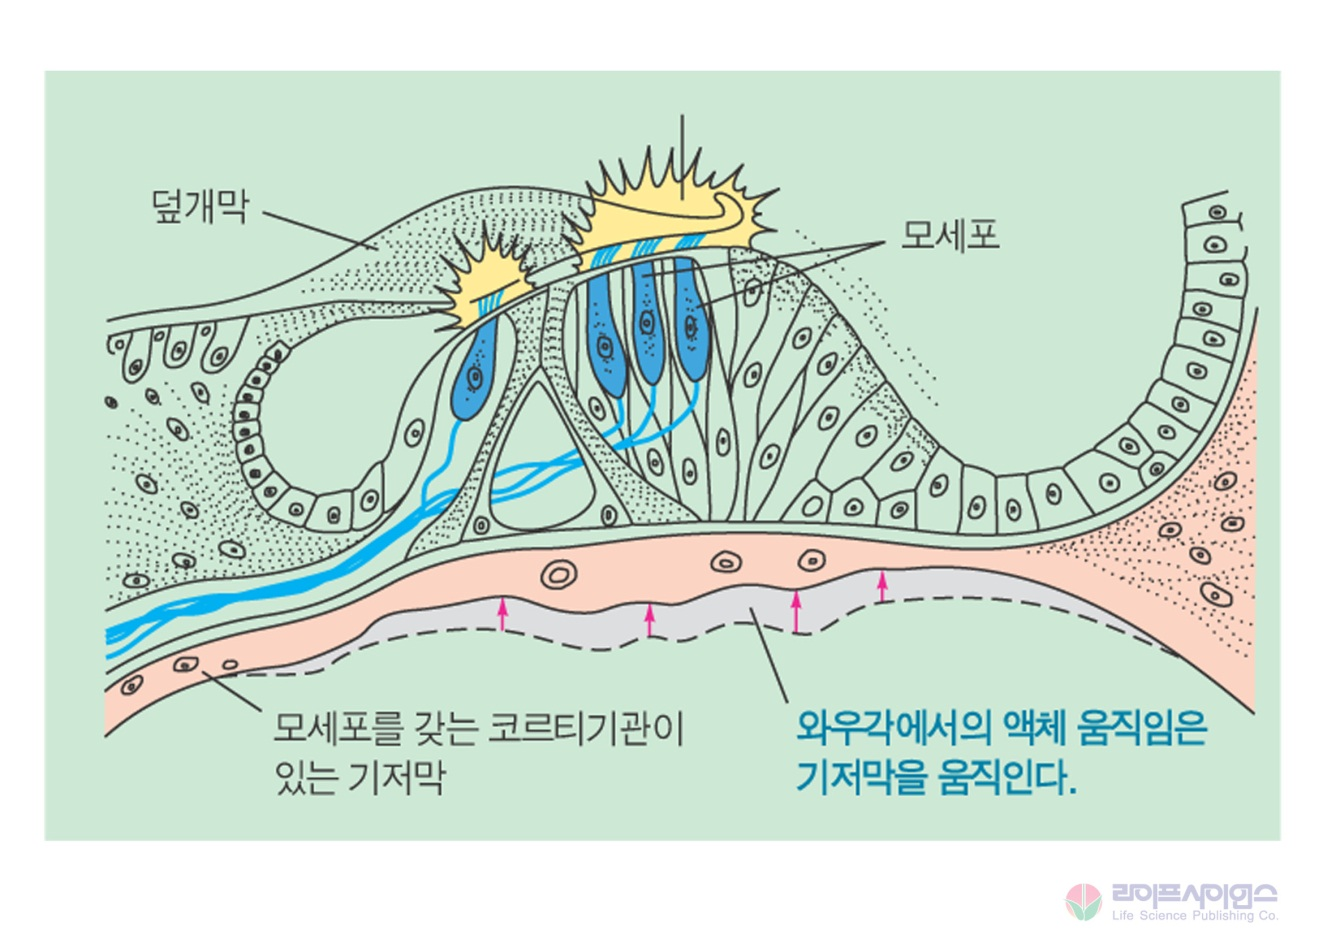 덮개막
모세포
모세포를 갖는 코르티기관이
있는 기저막
와우각에서의 액체 움직임은
기저막을 움직인다.
라이프사이언스
Life Science Publishing Co.